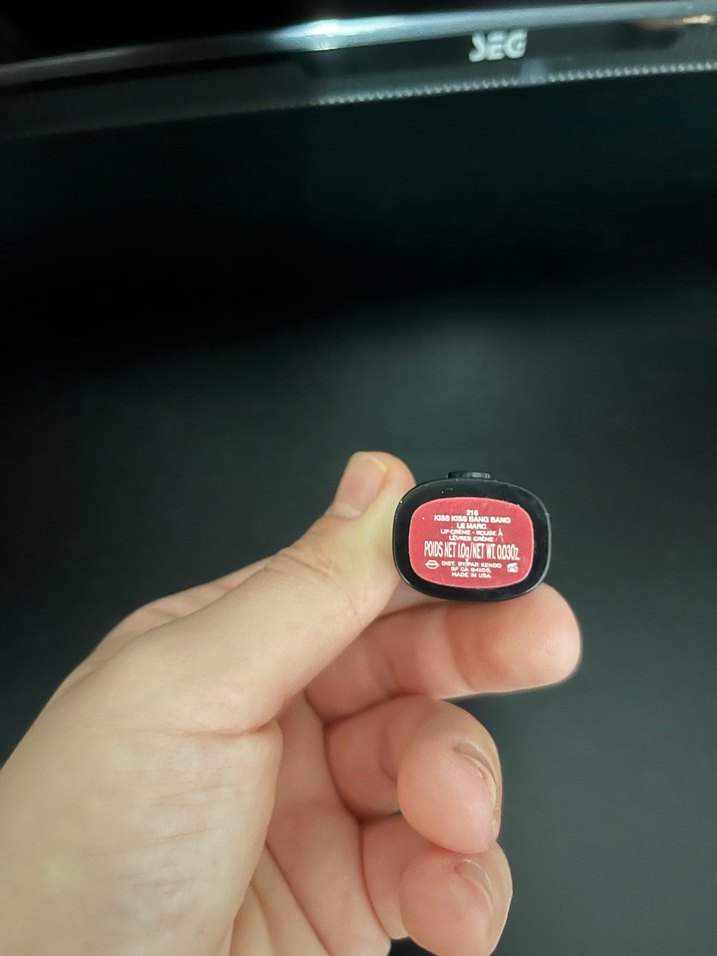 SEG
216
KISS KISS BANG BANG
LE MARC
LIP CRÈME - ROUGE À
LÈVRES CRÈME
POIDS NET 1.0g/NET WT. 0.03OZ.
DIST. BY/PAR KENDO
SF CA 94105.
MADE IN USA.